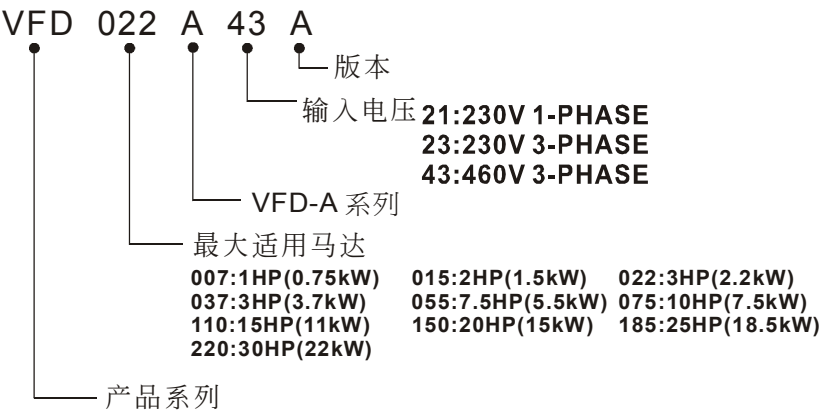 VFD 022 A 43 A
版本
输入电压 21:230V 1-PHASE
23:230V 3-PHASE
43:460V 3-PHASE
VFD-A 系列
最大适用马达
007:1HP(0.75kW) 015:2HP(1.5kW) 022:3HP(2.2kW)
037:3HP(3.7kW) 055:7.5HP(5.5kW) 075:10HP(7.5kW)
110:15HP(11kW) 150:20HP(15kW) 185:25HP(18.5kW)
220:30HP(22kW)
产品系列